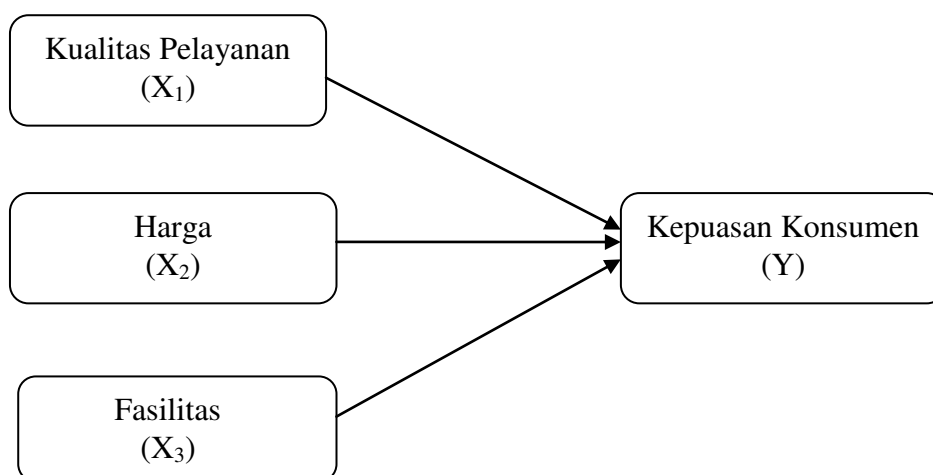 Kualitas Pelayanan
(X₁)
Harga
(X₂)
Kepuasan Konsumen
(Y)
Fasilitas
(X₃)